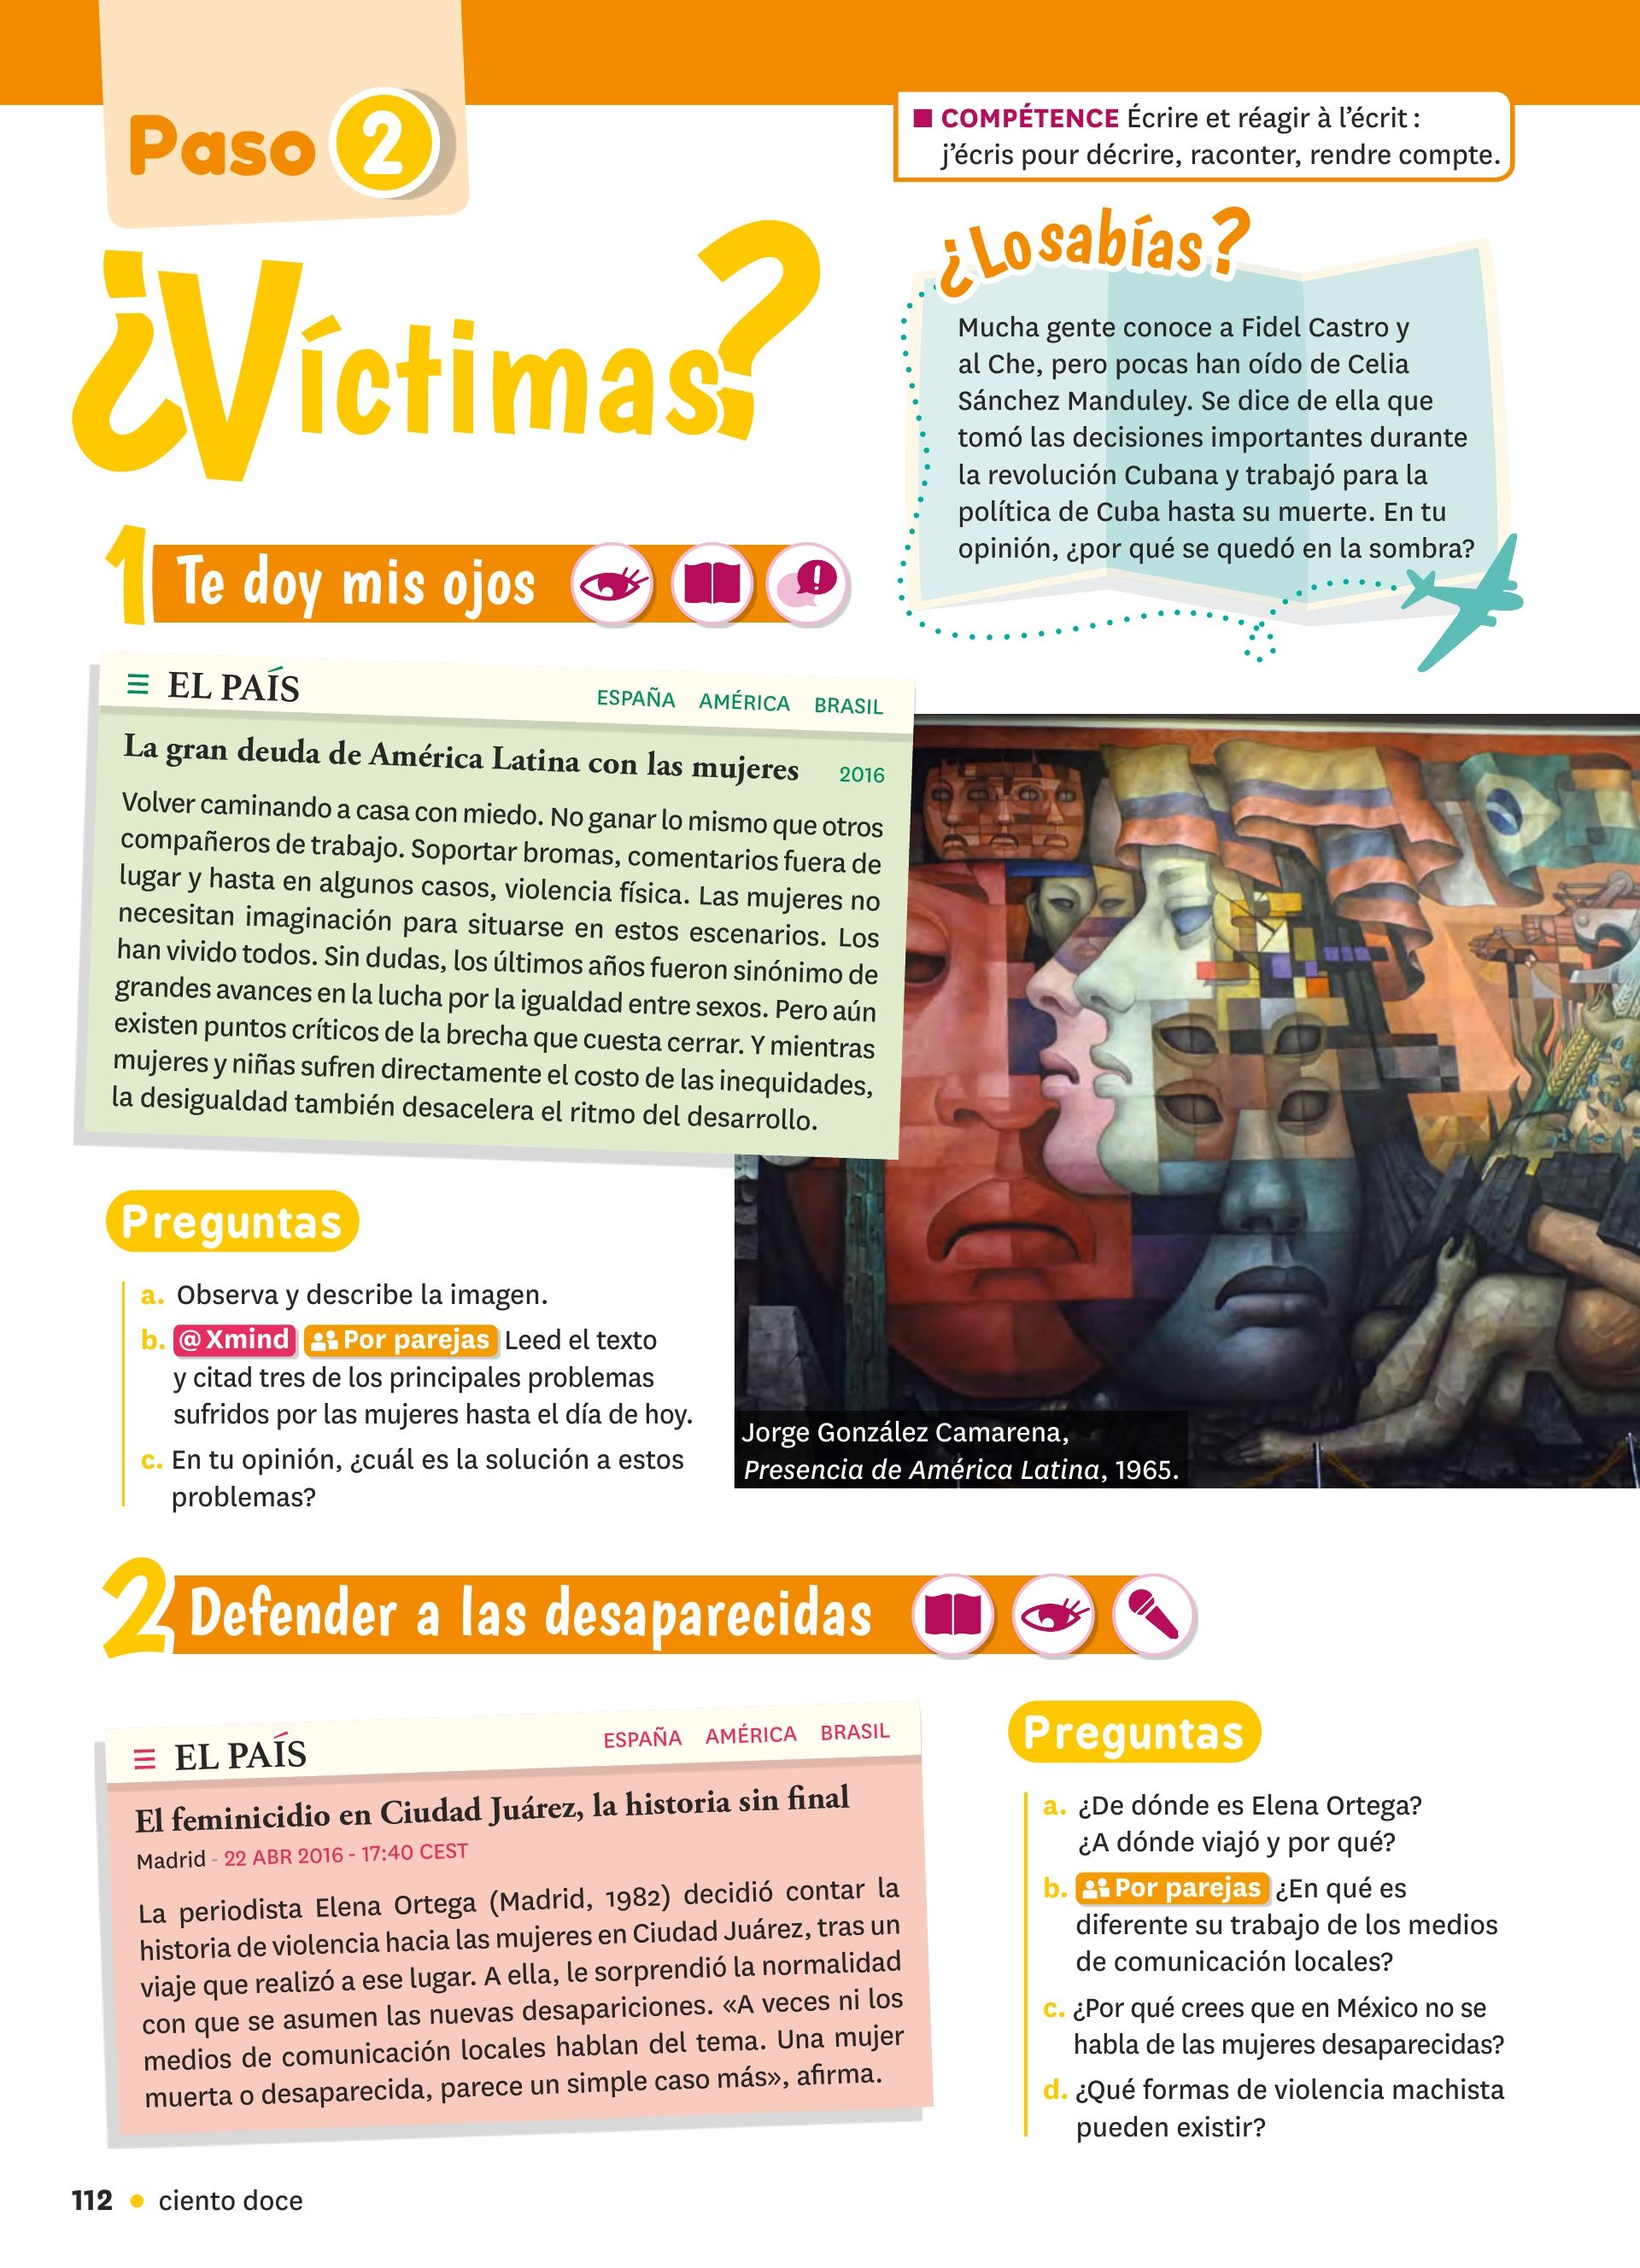 Paso 2
■ COMPÉTENCE Écrire et réagir à l'écrit :
j'écris pour décrire, raconter, rendre compte.
¿Víctimas?
¿Lo sabías?
Mucha gente conoce a Fidel Castro y
al Che, pero pocas han oído de Celia
Sánchez Manduley. Se dice de ella que
tomó las decisiones importantes durante
la revolución Cubana y trabajó para la
política de Cuba hasta su muerte. En tu
opinión, ¿por qué se quedó en la sombra?
1 Te doy mis ojos
EL PAÍS ESPAÑA AMÉRICA BRASIL
La gran deuda de América Latina con las mujeres 2016
Volver caminando a casa con miedo. No ganar lo mismo que otros
compañeros de trabajo. Soportar bromas, comentarios fuera de
lugar y hasta en algunos casos, violencia física. Las mujeres no
necesitan imaginación para situarse en estos escenarios. Los
han vivido todos. Sin dudas, los últimos años fueron sinónimo de
grandes avances en la lucha por la igualdad entre sexos. Pero aún
existen puntos críticos de la brecha que cuesta cerrar. Y mientras
mujeres y niñas sufren directamente el costo de las inequidades,
la desigualdad también desacelera el ritmo del desarrollo.
Preguntas
a. Observa y describe la imagen.
b. @ Xmind Por parejas Leed el texto
y citad tres de los principales problemas
sufridos por las mujeres hasta el día de hoy.
c. En tu opinión, ¿cuál es la solución a estos
problemas?
Jorge González Camarena,
Presencia de América Latina, 1965.
2 Defender a las desaparecidas
EL PAÍS ESPAÑA AMÉRICA BRASIL
El feminicidio en Ciudad Juárez, la historia sin final
Madrid - 22 ABR 2016 - 17:40 CEST
La periodista Elena Ortega (Madrid, 1982) decidió contar la
historia de violencia hacia las mujeres en Ciudad Juárez, tras un
viaje que realizó a ese lugar. A ella, le sorprendió la normalidad
con que se asumen las nuevas desapariciones. «A veces ni los
medios de comunicación locales hablan del tema. Una mujer
muerta o desaparecida, parece un simple caso más», afirma.
Preguntas
a. ¿De dónde es Elena Ortega?
¿A dónde viajó y por qué?
b. Por parejas ¿En qué es
diferente su trabajo de los medios
de comunicación locales?
c. ¿Por qué crees que en México no se
habla de las mujeres desaparecidas?
d. ¿Qué formas de violencia machista
pueden existir?
112 • ciento doce